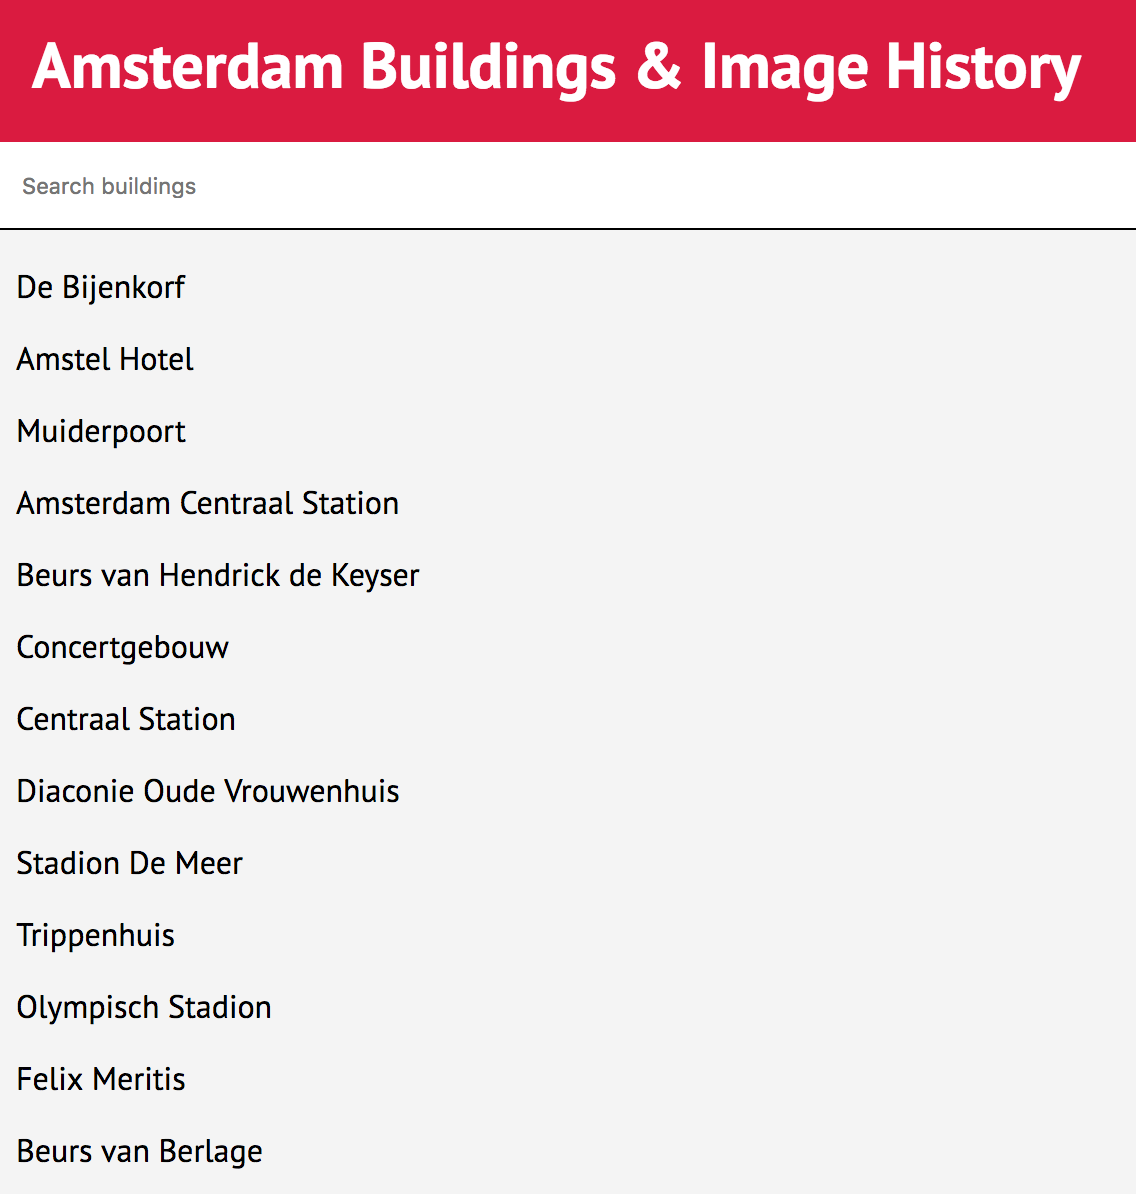 Amsterdam Buildings & Image History
Search buildings
De Bijenkorf
Amstel Hotel
Muiderpoort
Amsterdam Centraal Station
Beurs van Hendrick de Keyser
Concertgebouw
Centraal Station
Diaconie Oude Vrouwenhuis
Stadion De Meer
Trippenhuis
Olympisch Stadion
Felix Meritis
Beurs van Berlage